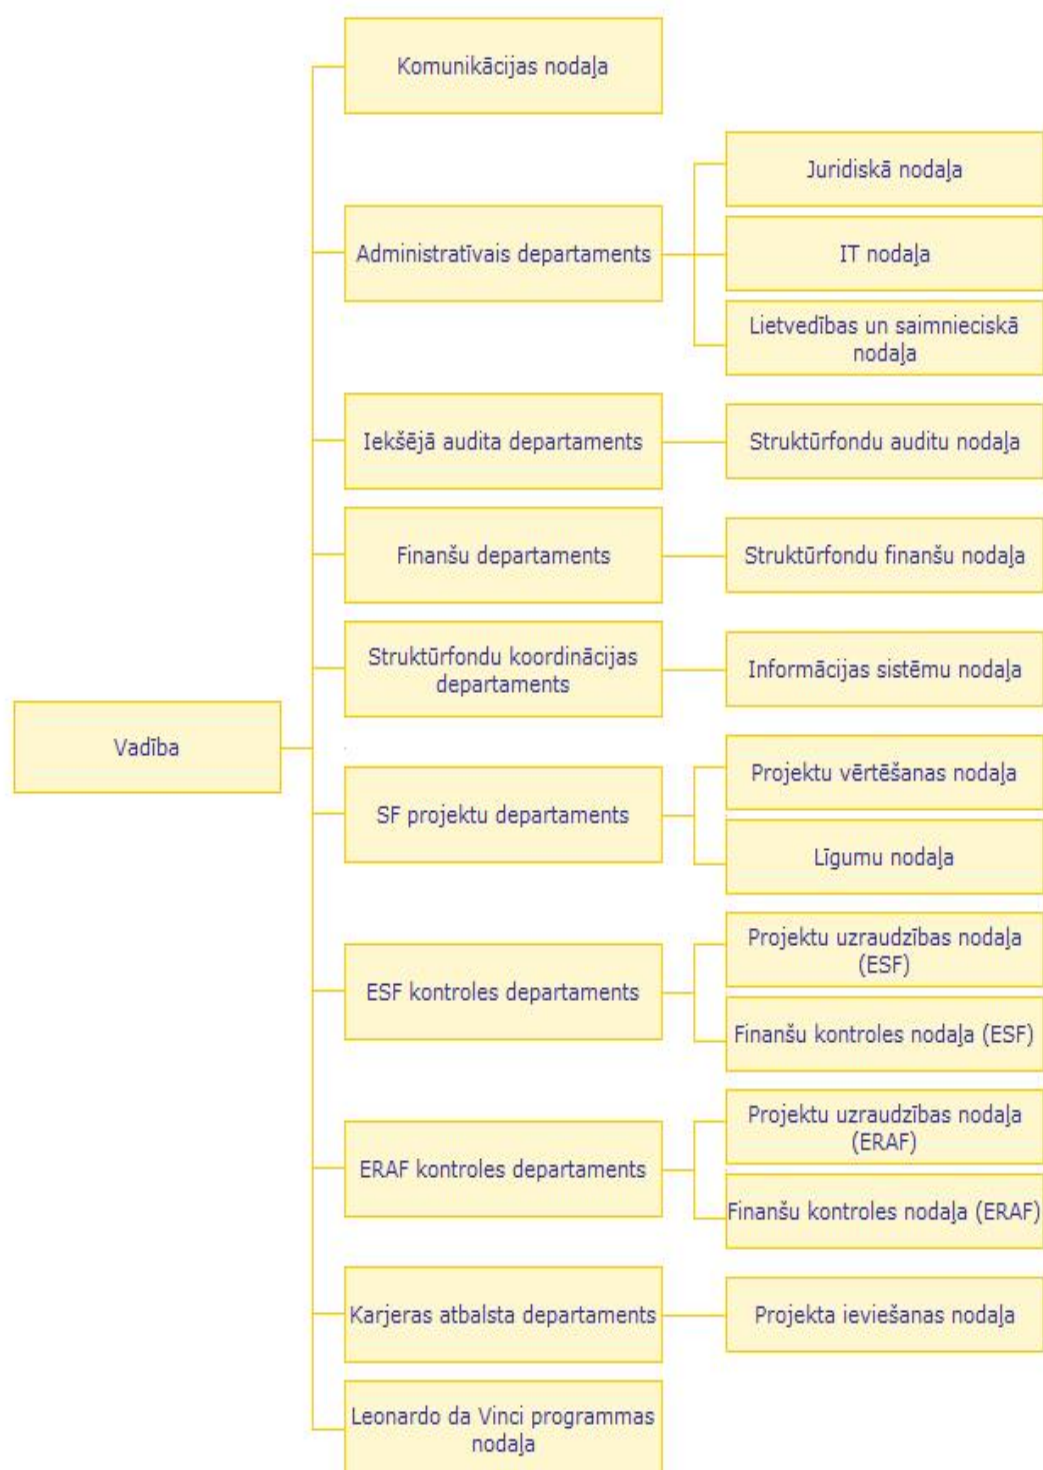 Komunikācijas nodaļa
Administratīvais departaments
Juridiskā nodaļa
IT nodaļa
Lietvedības un saimnieciskā
nodaļa
Iekšējā audita departaments
Struktūrfondu auditu nodaļa
Finanšu departaments
Struktūrfondu finanšu nodaļa
Struktūrfondu koordinācijas
departaments
Informācijas sistēmu nodaļa
Vadība
SF projektu departaments
Projektu vērtēšanas nodaļa
Līgumu nodaļa
ESF kontroles departaments
Projektu uzraudzības nodaļa
(ESF)
Finanšu kontroles nodaļa (ESF)
ERAF kontroles departaments
Projektu uzraudzības nodaļa
(ERAF)
Finanšu kontroles nodaļa (ERAF)
Karjeras atbalsta departaments
Projekta ieviešanas nodaļa
Leonardo da Vinci programmas
nodaļa